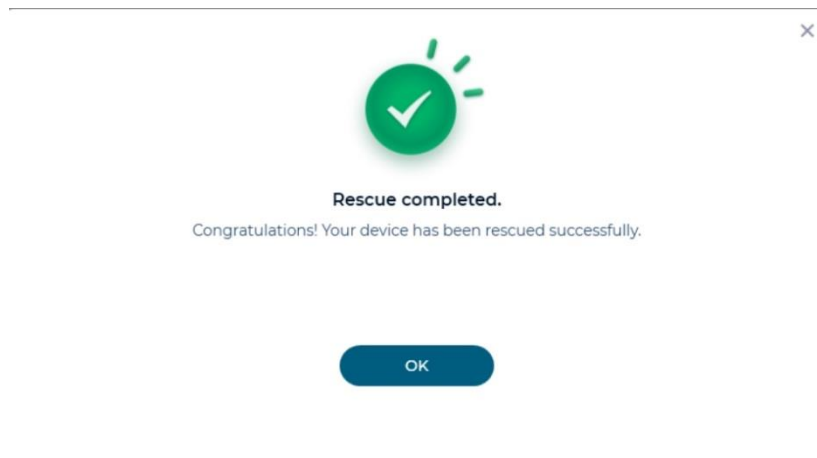 Rescue completed.
Congratulations! Your device has been rescued successfully.
OK